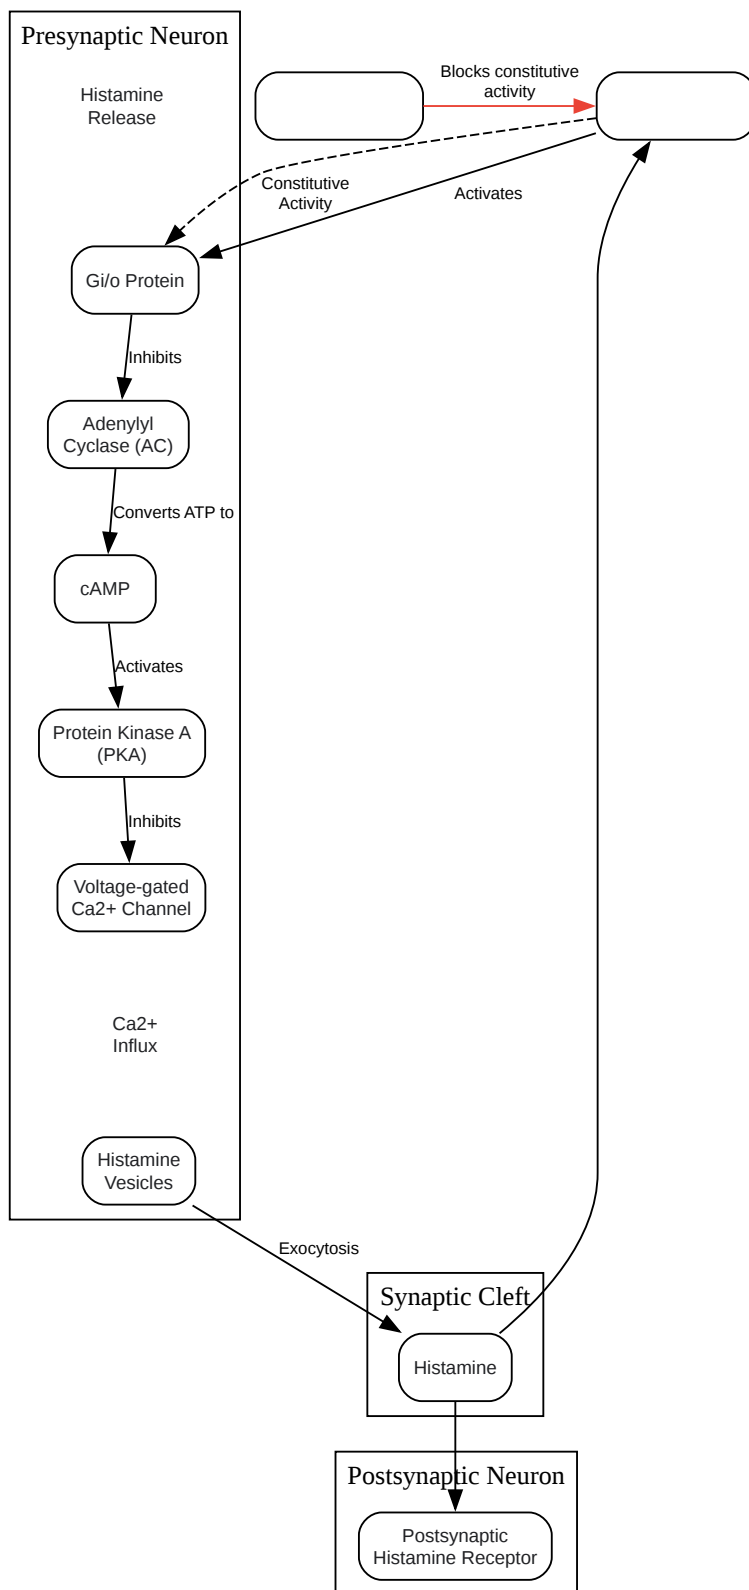 Presynaptic Neuron
Histamine
Release
Blocks constitutive
activity
Constitutive
Activity
Activates
Gi/o Protein
Inhibits
Adenylyl
Cyclase (AC)
Converts ATP to
cAMP
Activates
Protein Kinase A
(PKA)
Inhibits
Voltage-gated
Ca2+ Channel
Ca2+
Influx
Histamine
Vesicles
Exocytosis
Synaptic Cleft
Histamine
Postsynaptic Neuron
Postsynaptic
Histamine Receptor